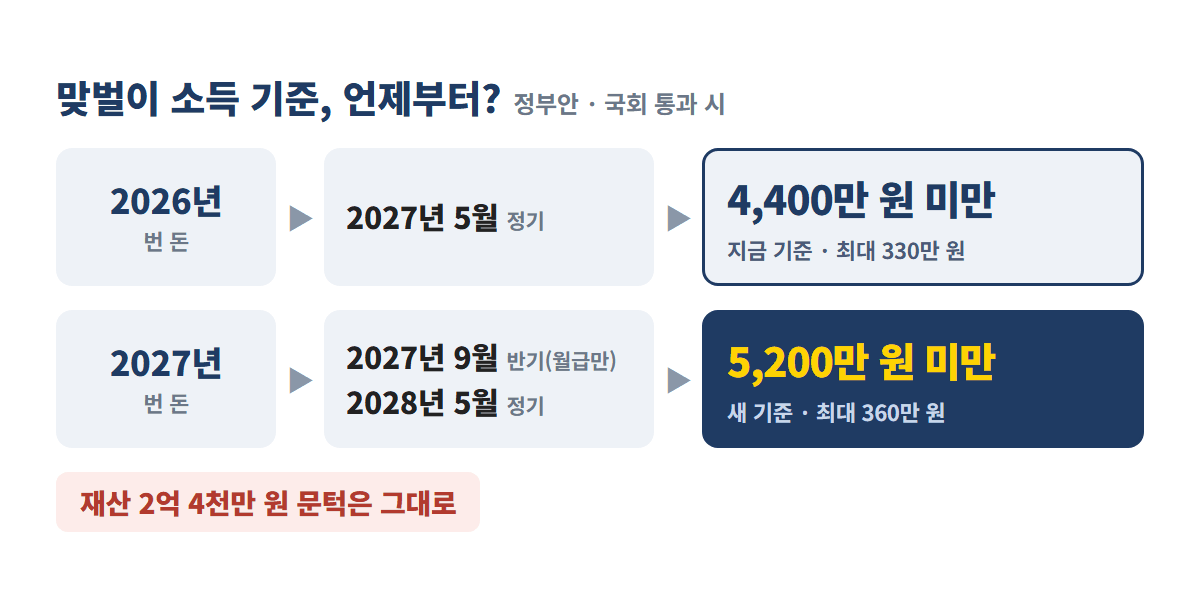 맞벌이 소득 기준, 언제부터? 정부안 · 국회 통과 시
2026년
번 돈
2027년 5월 정기
4,400만 원 미만
지금 기준 · 최대 330만 원
2027년
번 돈
2027년 9월 반기(월급만)
2028년 5월 정기
5,200만 원 미만
새 기준 · 최대 360만 원
재산 2억 4천만 원 문턱은 그대로